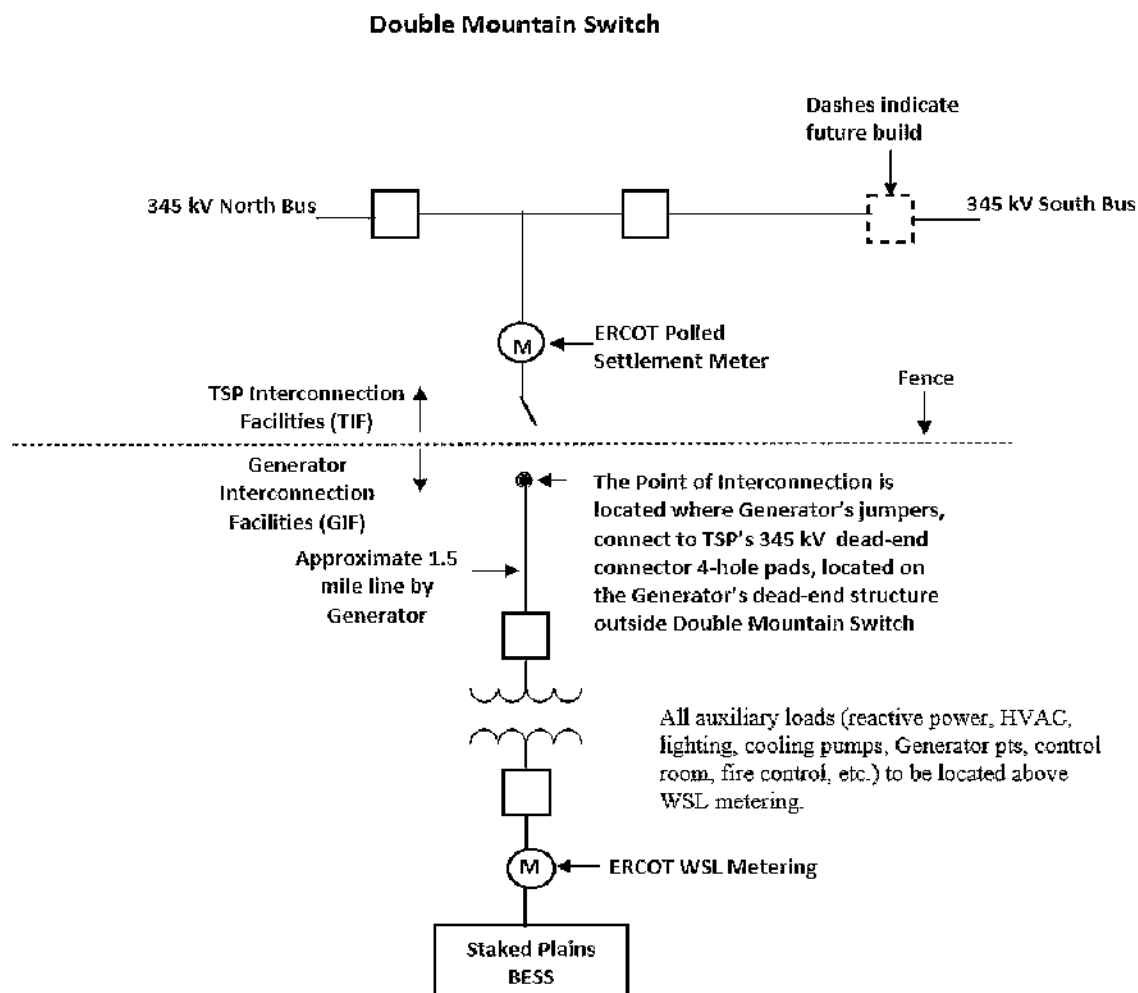 Double Mountain Switch
Dashes indicate
future build
345 kV North Bus
345 kV South Bus
M
ERCOT Polled
Settlement Meter
TSP Interconnection
Facilities (TIF)
Fence
Generator
Interconnection
Facilities (GIF)
The Point of Interconnection is
located where Generator's jumpers,
connect to TSP's 345 kV dead-end
connector 4-hole pads, located on
the Generator's dead-end structure
outside Double Mountain Switch
Approximate 1.5
mile line by
Generator
All auxiliary loads (reactive power, HVAC,
lighting, cooling pumps, Generator pts, control
room, fire control, etc.) to be located above
WSL metering.
M
ERCOT WSL Metering
Staked Plains
BESS